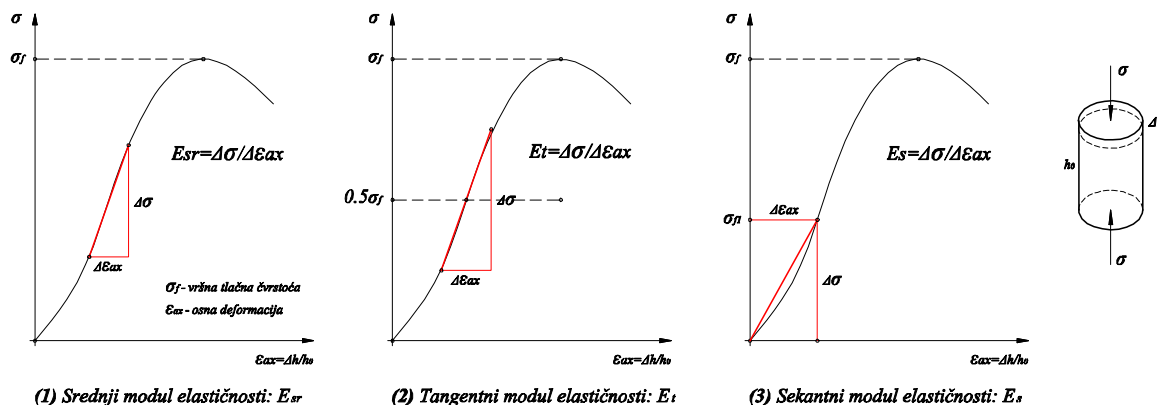 σ
σf
Esr=Δσ/Δεax
Δσ
Δεax
σf - vršna tlačna čvrstoća
εax - osna deformacija
εax=Δh/h0
(1) Srednji modul elastičnosti: Esr
σ
σf
Et=Δσ/Δεax
0.5σf
Δσ
Δεax
εax=Δh/h0
(2) Tangentni modul elastičnosti: Et
σ
σf
Es=Δσ/Δεax
σf1
Δεax
Δσ
εax=Δh/h0
(3) Sekantni modul elastičnosti: Es
σ
Δ
h0
σ